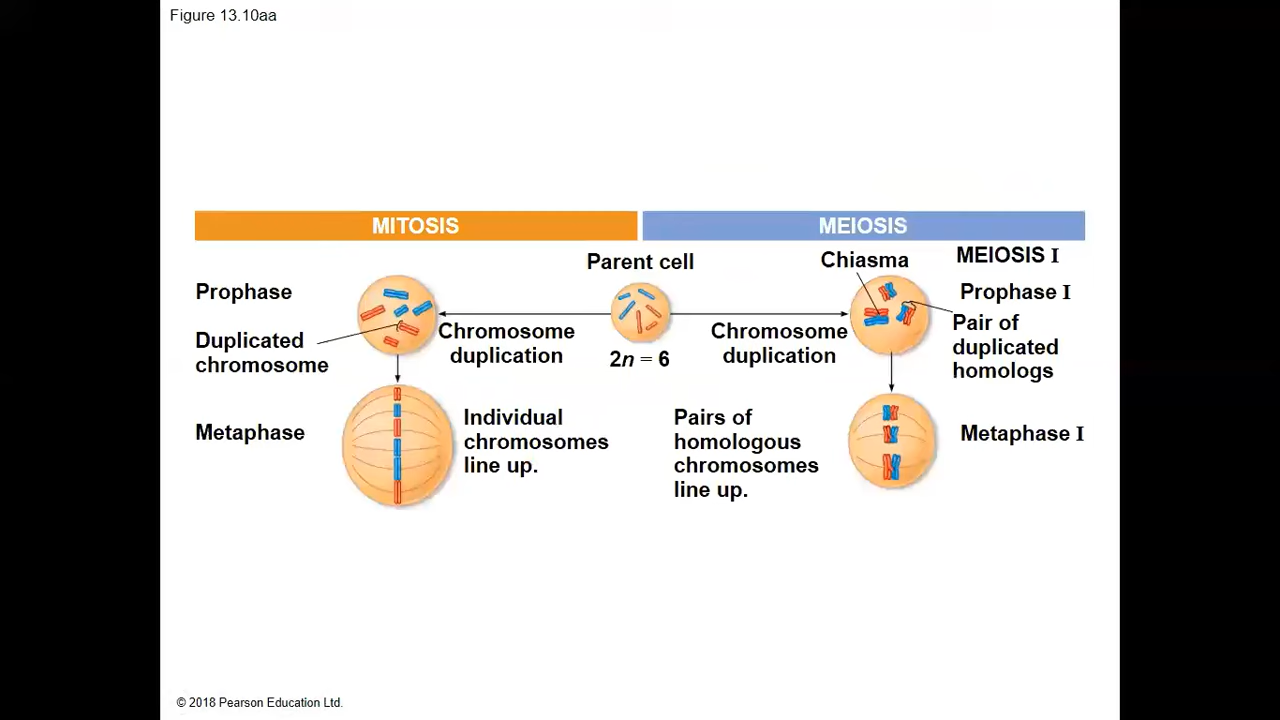 Figure 13.10aa
MITOSIS
MEIOSIS
Parent cell
Chiasma
MEIOSIS I
Prophase
Prophase I
Duplicated
chromosome
Chromosome
duplication
2n = 6
Chromosome
duplication
Pair of
duplicated
homologs
Metaphase
Individual
chromosomes
line up.
Pairs of
homologous
chromosomes
line up.
Metaphase I
© 2018 Pearson Education Ltd.